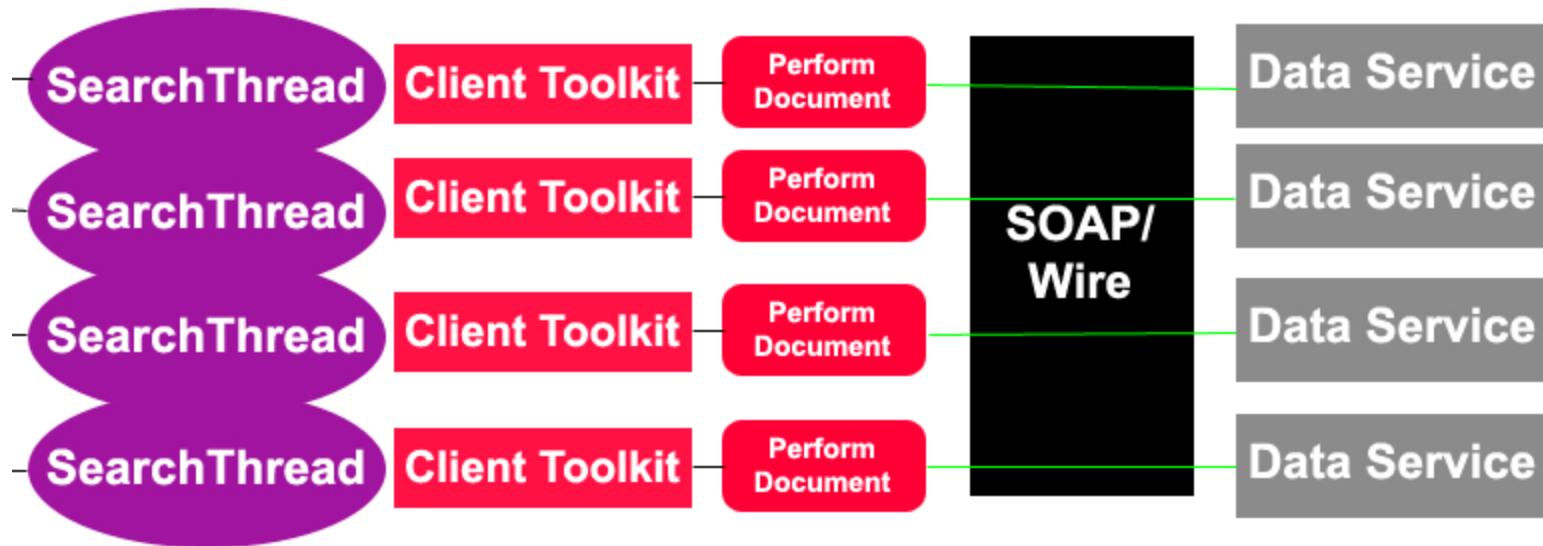 SearchThread
Client Toolkit
Perform
Document
Data Service
SearchThread
Client Toolkit
Perform
Document
Data Service
SOAP/
Wire
SearchThread
Client Toolkit
Perform
Document
Data Service
SearchThread
Client Toolkit
Perform
Document
Data Service